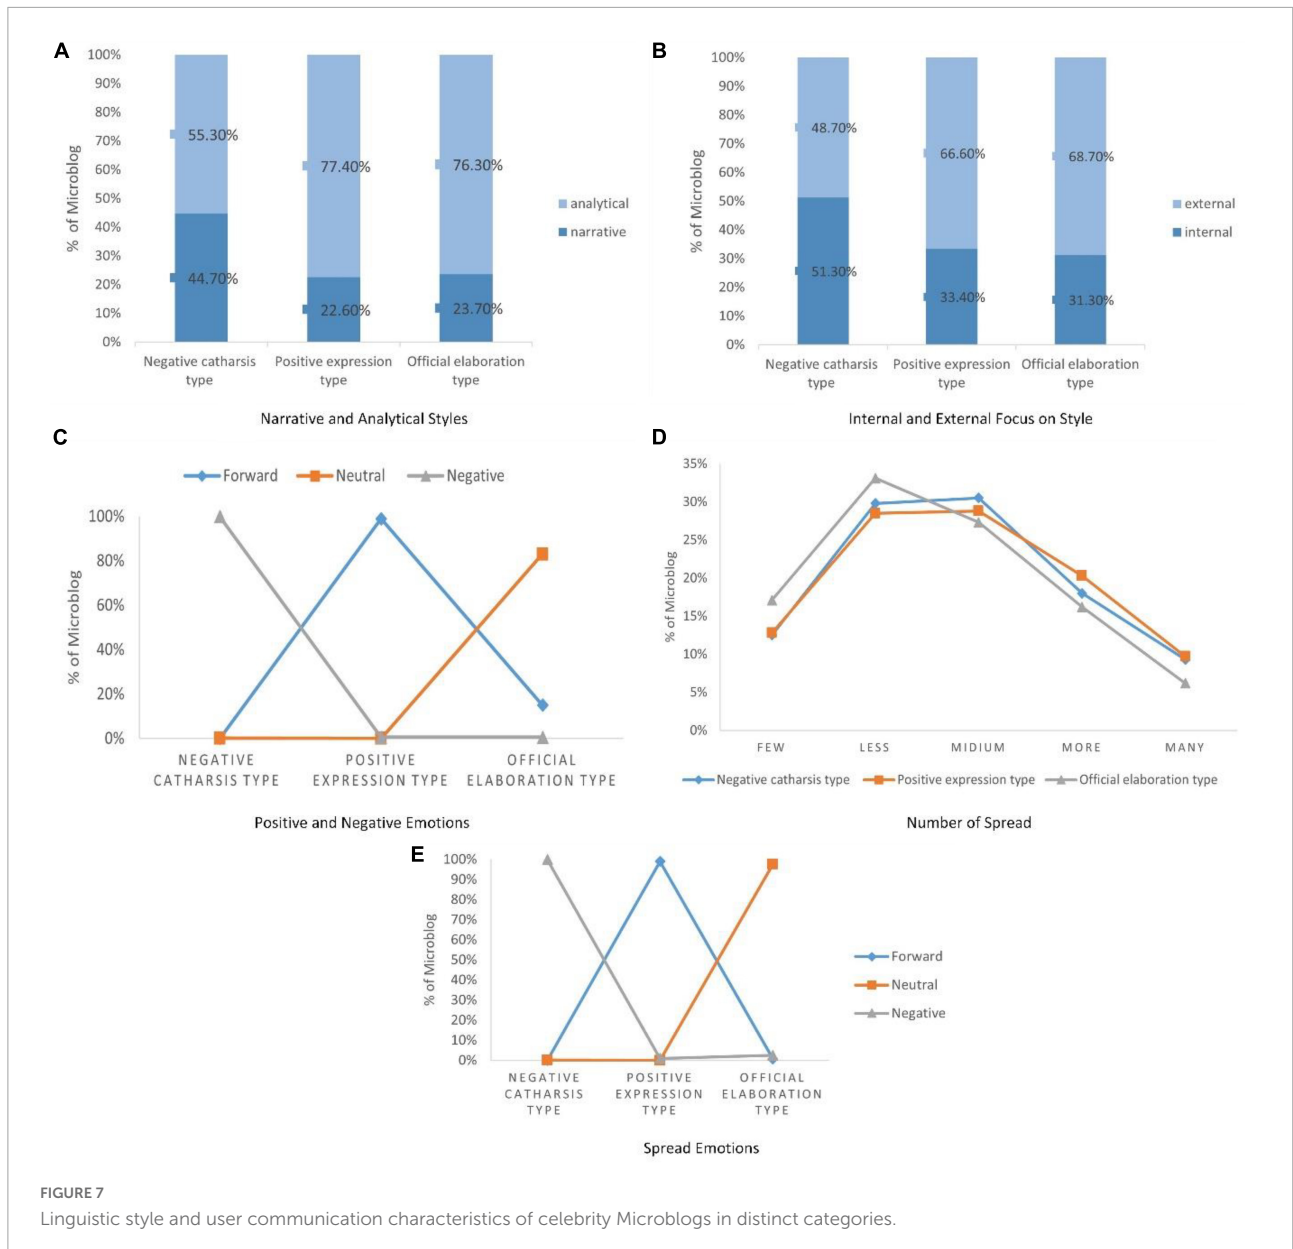 A
100%
90%
80%
70%
60%
50%
40%
30%
20%
10%
0%
% of Microblog
55.30%
77.40%
76.30%
44.70%
22.60%
23.70%
analytical
narrative
Negative catharsis type
Positive expression type
Official elaboration type
Narrative and Analytical Styles
B
100%
90%
80%
70%
60%
50%
40%
30%
20%
10%
0%
% of Microblog
48.70%
66.60%
68.70%
51.30%
33.40%
31.30%
external
internal
Negative catharsis type
Positive expression type
Official elaboration type
Internal and External Focus on Style
C
Forward Neutral Negative
100%
80%
60%
40%
20%
0%
% of Microblog
NEGATIVE CATHARSIS TYPE
POSITIVE EXPRESSION TYPE
OFFICIAL ELABORATION TYPE
Positive and Negative Emotions
D
35%
30%
25%
20%
15%
10%
5%
0%
% of Microblog
FEW LESS MIDIUM MORE MANY
Negative catharsis type Positive expression type Official elaboration type
Number of Spread
E
100%
90%
80%
70%
60%
50%
40%
30%
20%
10%
0%
% of Microblog
Forward
Neutral
Negative
NEGATIVE CATHARSIS TYPE
POSITIVE EXPRESSION TYPE
OFFICIAL ELABORATION TYPE
Spread Emotions
FIGURE 7
Linguistic style and user communication characteristics of celebrity Microblogs in distinct categories.